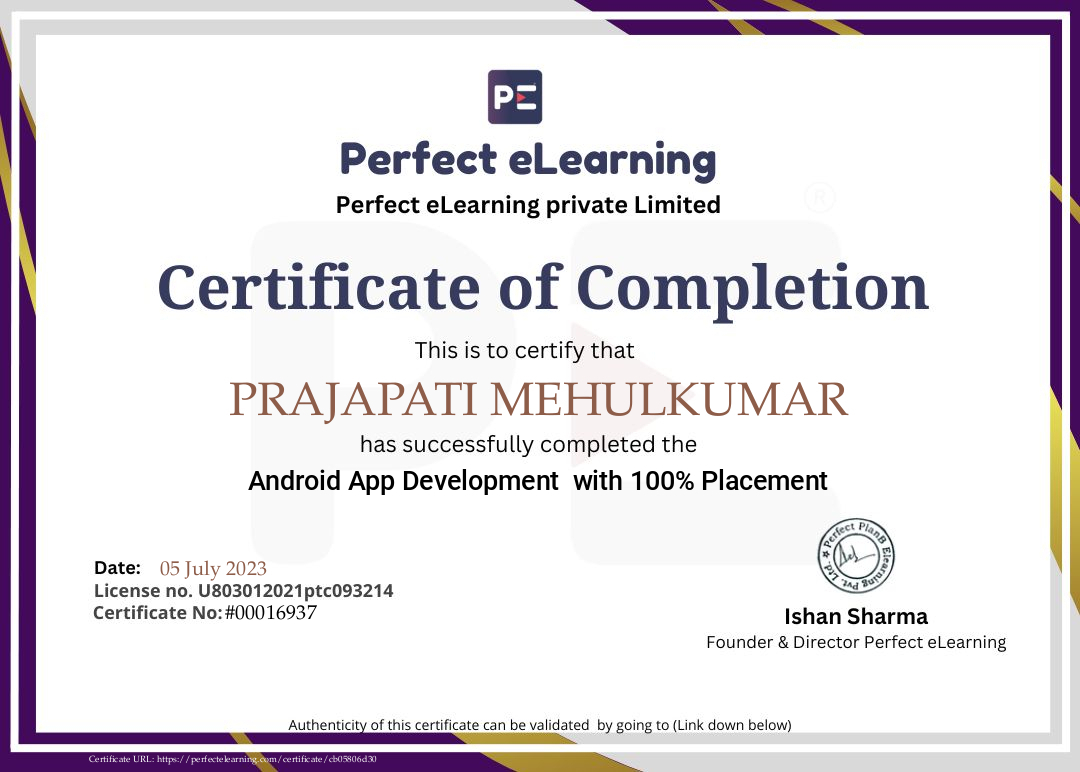 PE
Perfect eLearning
Perfect eLearning private Limited
®
Certificate of Completion
This is to certify that
PRAJAPATI MEHULKUMAR
has successfully completed the
Android App Development with 100% Placement
Perfect PlanB Elearning Pvt. Ltd
Date: 05 July 2023
License no. U803012021ptc093214
Certificate No: #00016937
Ishan Sharma
Founder & Director Perfect eLearning
Authenticity of this certificate can be validated by going to (Link down below)
Certificate URL: https://perfectelearning.com/certificate/cb05806d30